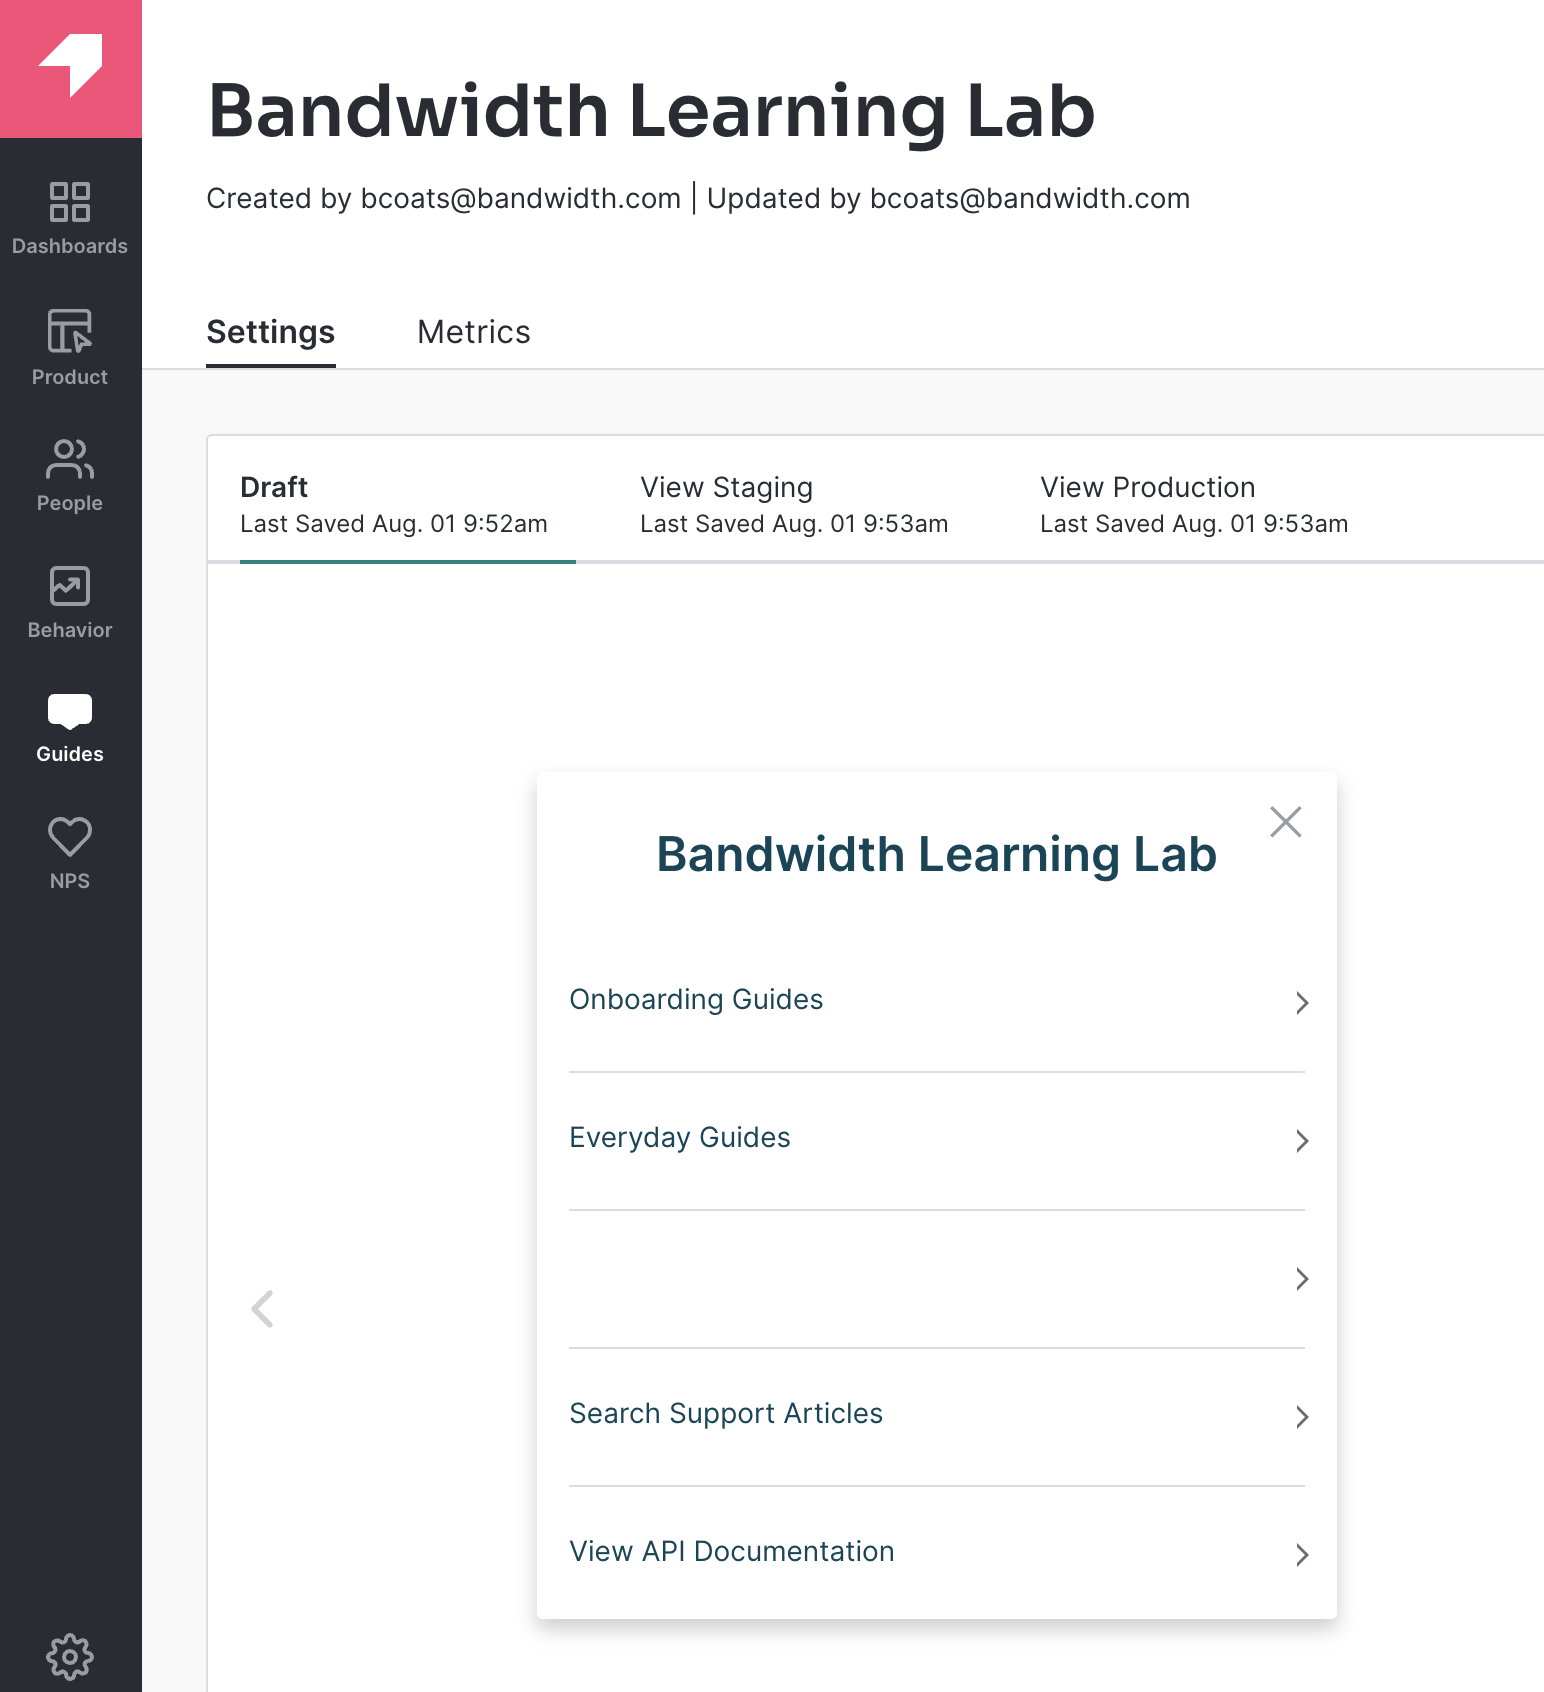 Bandwidth Learning Lab
Created by bcoats@bandwidth.com | Updated by bcoats@bandwidth.com
Settings
Metrics
Dashboards
Product
People
Behavior
Guides
NPS
Draft
Last Saved Aug. 01 9:52am
View Staging
Last Saved Aug. 01 9:53am
View Production
Last Saved Aug. 01 9:53am
Bandwidth Learning Lab
Onboarding Guides
Everyday Guides
Search Support Articles
View API Documentation